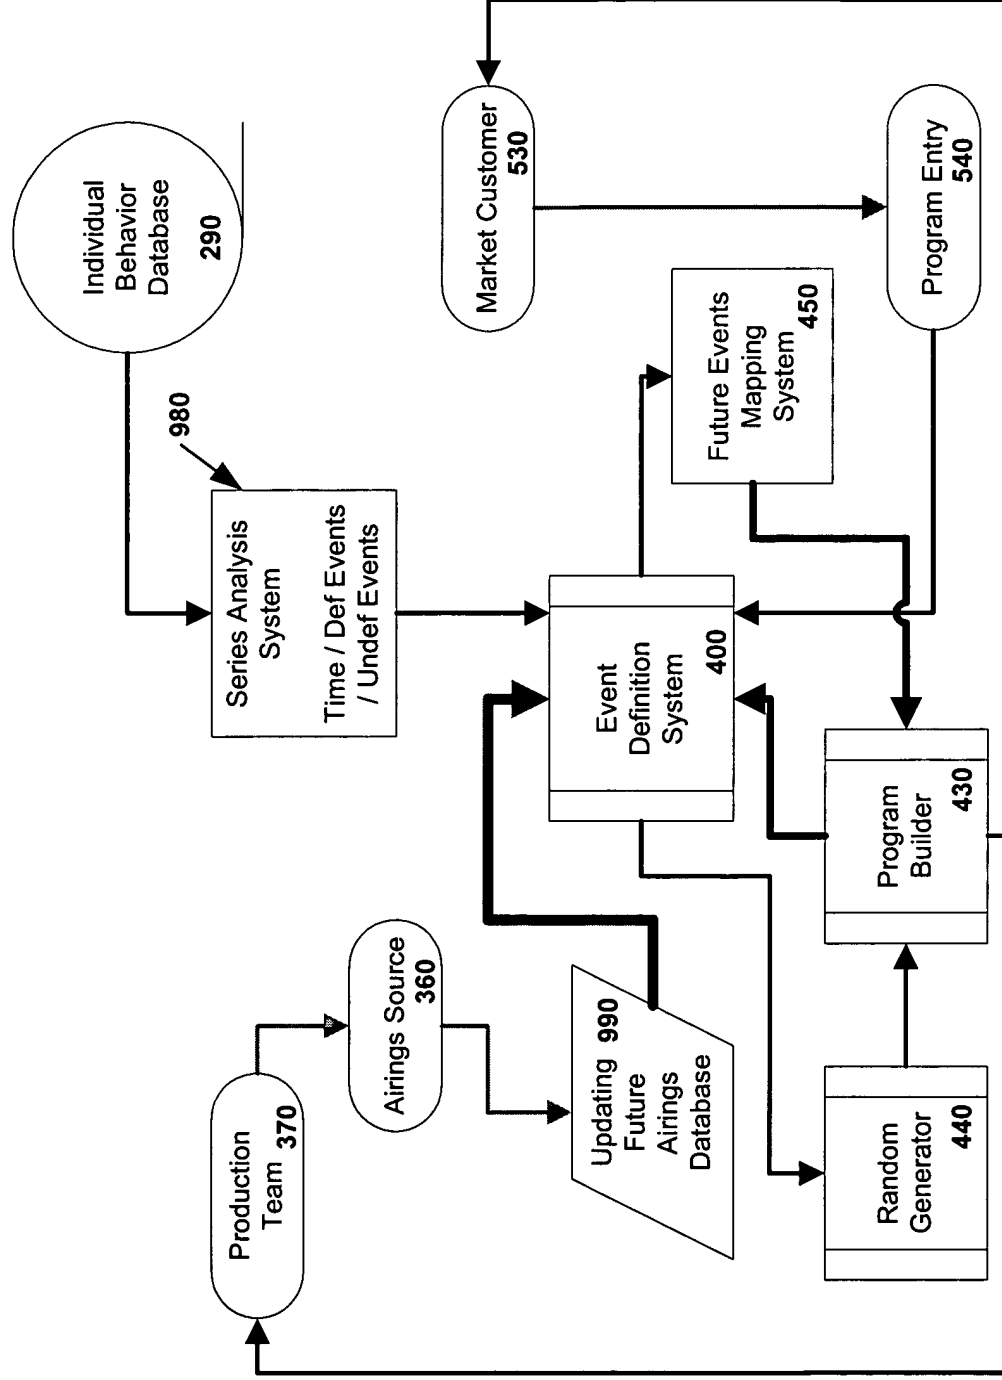 Production
Team 370
Airings Source
360
Updating 990
Future
Airings
Database
Random
Generator
440
Series Analysis
System
Time / Def Events
/ Undef Events
980
Event
Definition
System
400
Program
Builder
430
Individual
Behavior
Database
290
Market Customer
530
Future Events
Mapping
System
450
Program Entry
540